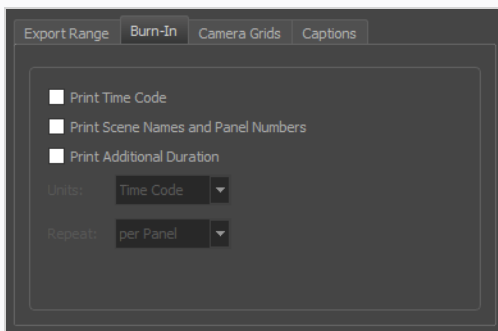 Export Range Burn-In Camera Grids Captions
Print Time Code
Print Scene Names and Panel Numbers
Print Additional Duration
Units: Time Code
Repeat: per Panel